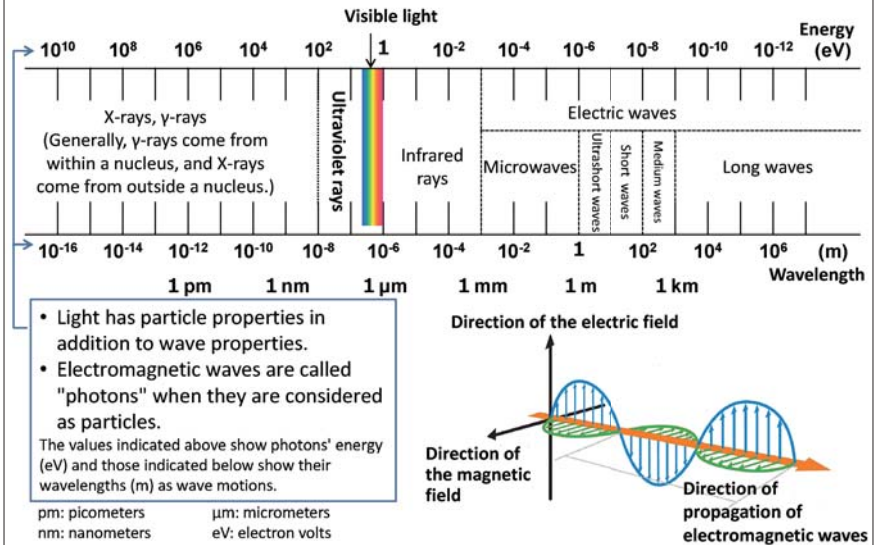 Visible light
10¹⁰ 10⁸ 10⁶ 10⁴ 10² 1 10⁻² 10⁻⁴ 10⁻⁶ 10⁻⁸ 10⁻¹⁰ 10⁻¹² Energy (eV)
X-rays, γ-rays
(Generally, γ-rays come from
within a nucleus, and X-rays
come from outside a nucleus.)
Ultraviolet rays
Infrared
rays
Electric waves
Microwaves
Ultrashort waves
Short waves
Medium waves
Long waves
10⁻¹⁶ 10⁻¹⁴ 10⁻¹² 10⁻¹⁰ 10⁻⁸ 10⁻⁶ 10⁻⁴ 10⁻² 1 10² 10⁴ 10⁶ (m)
Wavelength
1 pm 1 nm 1 μm 1 mm 1 m 1 km
• Light has particle properties in
addition to wave properties.
• Electromagnetic waves are called
"photons" when they are considered
as particles.
The values indicated above show photons' energy
(eV) and those indicated below show their
wavelengths (m) as wave motions.
pm: picometers μm: micrometers
nm: nanometers eV: electron volts
Direction of the electric field
Direction of
the magnetic
field
Direction of
propagation of
electromagnetic waves